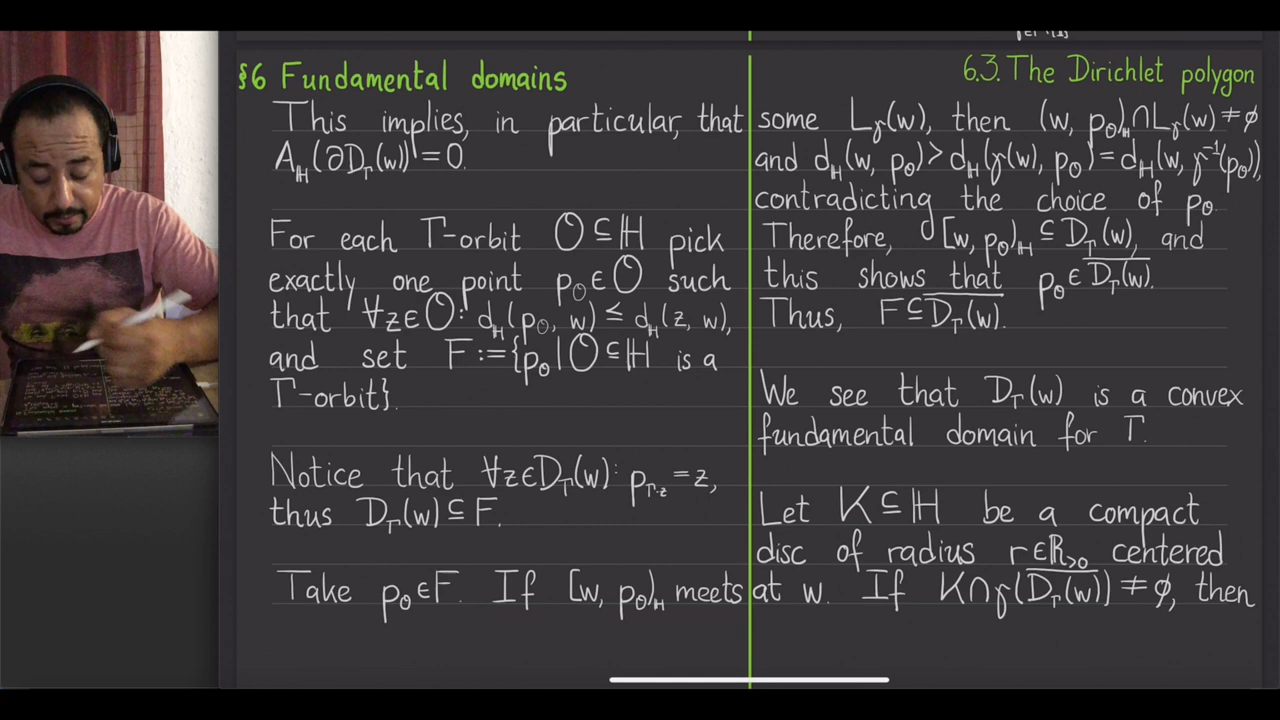 §6 Fundamental domains
This implies, in particular, that
A_ℍ(∂D_Γ(w))=0.
For each Γ-orbit 𝒪⊆ℍ pick
exactly one point p_𝒪∈𝒪 such
that ∀z∈𝒪: d_ℍ(p_𝒪, w) ≤ d_ℍ(z, w),
and set F:={p_𝒪|𝒪⊆ℍ is a
Γ-orbit}.
Notice that ∀z∈D_Γ(w): p_Γ·z=z,
thus D_Γ(w)⊆F.
Take p_𝒪∈F. If [w, p_𝒪)_ℍ meets
6.3. The Dirichlet polygon
some L_γ(w), then (w, p_𝒪)_ℍ∩L_γ(w)≠∅
and d_ℍ(w, p_𝒪)>d_ℍ(γ(w), p_𝒪)=d_ℍ(w, γ⁻¹(p_𝒪)),
contradicting the choice of p_𝒪.
Therefore, [w, p_𝒪)_ℍ⊆D_Γ(w), and
this shows that p_𝒪∈\overline{D_Γ(w)}.
Thus, F⊆\overline{D_Γ(w)}.
We see that D_Γ(w) is a convex
fundamental domain for Γ.
Let K⊆ℍ be a compact
disc of radius r∈ℝ_>0 centered
at w. If K∩γ(\overline{D_Γ(w)})≠∅, then